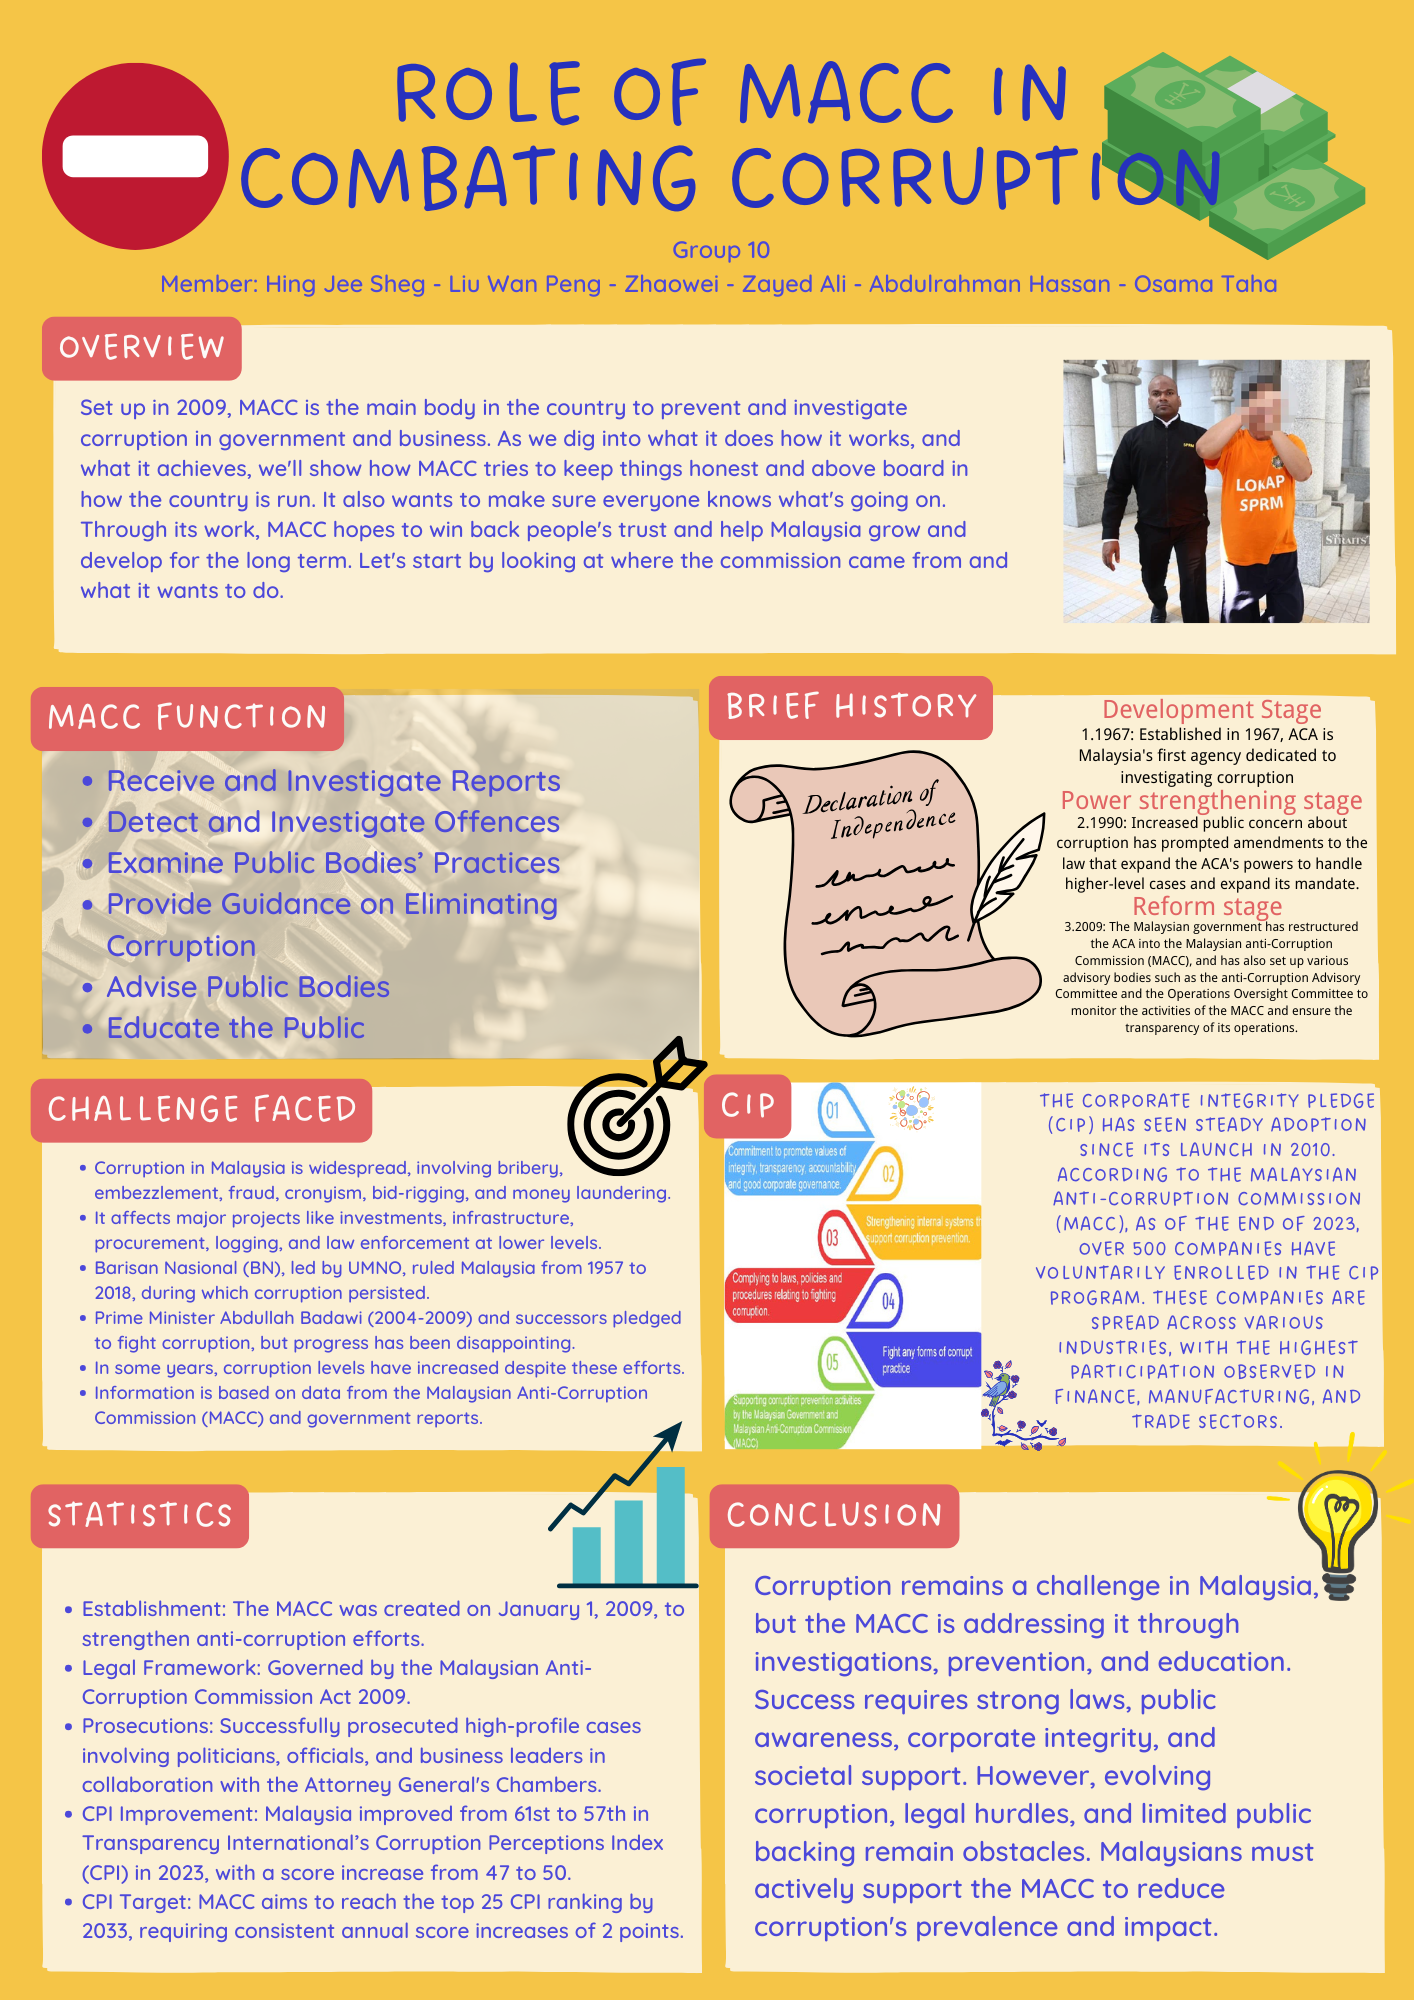 ROLE OF MACC IN
COMBATING CORRUPTION
Group 10
Member: Hing Jee Sheg - Liu Wan Peng - Zhaowei - Zayed Ali - Abdulrahman Hassan - Osama Taha
OVERVIEW
Set up in 2009, MACC is the main body in the country to prevent and investigate
corruption in government and business. As we dig into what it does how it works, and
what it achieves, we'll show how MACC tries to keep things honest and above board in
how the country is run. It also wants to make sure everyone knows what's going on.
Through its work, MACC hopes to win back people's trust and help Malaysia grow and
develop for the long term. Let's start by looking at where the commission came from and
what it wants to do.
SPRM
LOKAP
SPRM
STRAITS
MACC FUNCTION
• Receive and Investigate Reports
• Detect and Investigate Offences
• Examine Public Bodies’ Practices
• Provide Guidance on Eliminating
Corruption
• Advise Public Bodies
• Educate the Public
BRIEF HISTORY
Declaration of
Independence
Development Stage
1.1967: Established in 1967, ACA is
Malaysia's first agency dedicated to
investigating corruption
Power strengthening stage
2.1990: Increased public concern about
corruption has prompted amendments to the
law that expand the ACA's powers to handle
higher-level cases and expand its mandate.
Reform stage
3.2009: The Malaysian government has restructured
the ACA into the Malaysian anti-Corruption
Commission (MACC), and has also set up various
advisory bodies such as the anti-Corruption Advisory
Committee and the Operations Oversight Committee to
monitor the activities of the MACC and ensure the
transparency of its operations.
CHALLENGE FACED
• Corruption in Malaysia is widespread, involving bribery,
embezzlement, fraud, cronyism, bid-rigging, and money laundering.
• It affects major projects like investments, infrastructure,
procurement, logging, and law enforcement at lower levels.
• Barisan Nasional (BN), led by UMNO, ruled Malaysia from 1957 to
2018, during which corruption persisted.
• Prime Minister Abdullah Badawi (2004-2009) and successors pledged
to fight corruption, but progress has been disappointing.
• In some years, corruption levels have increased despite these efforts.
• Information is based on data from the Malaysian Anti-Corruption
Commission (MACC) and government reports.
CIP
01
Commitment to promote values of
integrity, transparency, accountability
and good corporate governance.
02
Strengthening internal systems th
support corruption prevention.
03
Complying to laws, policies and
procedures relating to fighting
corruption.
04
Fight any forms of corrupt
practice
05
Supporting corruption prevention activities
by the Malaysian Government and
Malaysian Anti-Corruption Commission
(MACC)
THE CORPORATE INTEGRITY PLEDGE
(CIP) HAS SEEN STEADY ADOPTION
SINCE ITS LAUNCH IN 2010.
ACCORDING TO THE MALAYSIAN
ANTI-CORRUPTION COMMISSION
(MACC), AS OF THE END OF 2023,
OVER 500 COMPANIES HAVE
VOLUNTARILY ENROLLED IN THE CIP
PROGRAM. THESE COMPANIES ARE
SPREAD ACROSS VARIOUS
INDUSTRIES, WITH THE HIGHEST
PARTICIPATION OBSERVED IN
FINANCE, MANUFACTURING, AND
TRADE SECTORS.
STATISTICS
• Establishment: The MACC was created on January 1, 2009, to
strengthen anti-corruption efforts.
• Legal Framework: Governed by the Malaysian Anti-
Corruption Commission Act 2009.
• Prosecutions: Successfully prosecuted high-profile cases
involving politicians, officials, and business leaders in
collaboration with the Attorney General's Chambers.
• CPI Improvement: Malaysia improved from 61st to 57th in
Transparency International’s Corruption Perceptions Index
(CPI) in 2023, with a score increase from 47 to 50.
• CPI Target: MACC aims to reach the top 25 CPI ranking by
2033, requiring consistent annual score increases of 2 points.
CONCLUSION
Corruption remains a challenge in Malaysia,
but the MACC is addressing it through
investigations, prevention, and education.
Success requires strong laws, public
awareness, corporate integrity, and
societal support. However, evolving
corruption, legal hurdles, and limited public
backing remain obstacles. Malaysians must
actively support the MACC to reduce
corruption's prevalence and impact.